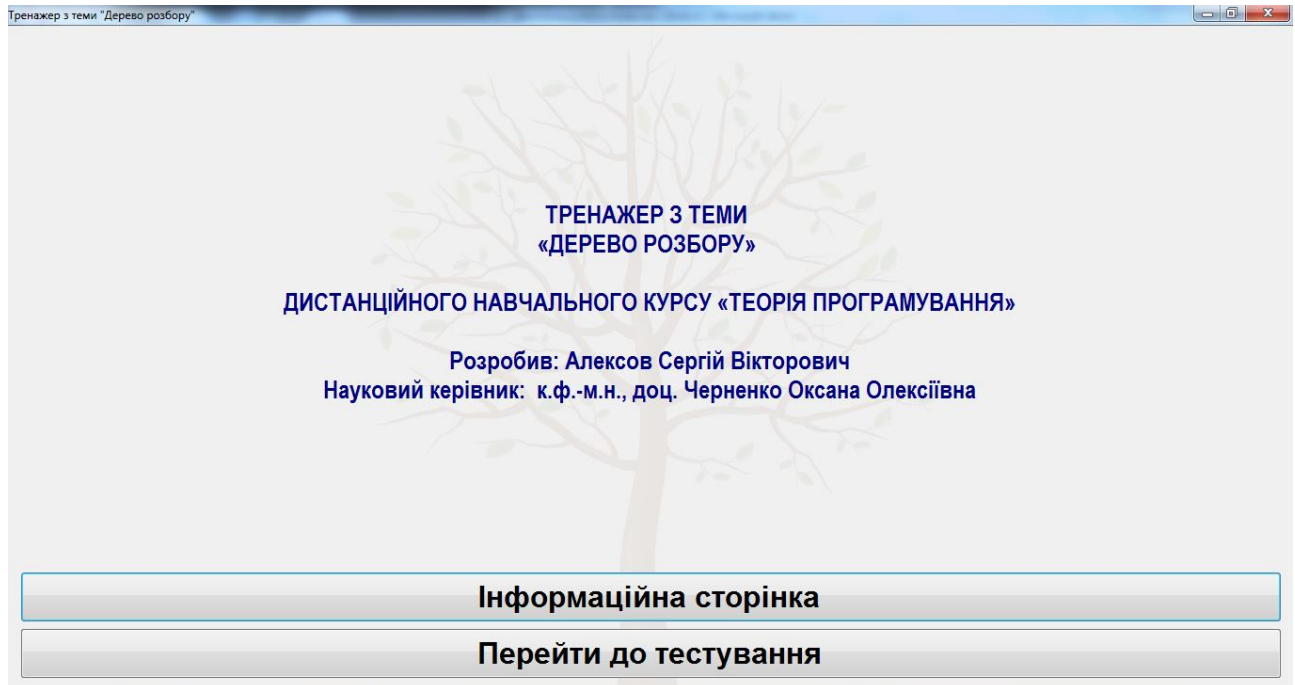 Тренажер з теми "Дерево розбору"
ТРЕНАЖЕР З ТЕМИ
«ДЕРЕВО РОЗБОРУ»
ДИСТАНЦІЙНОГО НАВЧАЛЬНОГО КУРСУ «ТЕОРІЯ ПРОГРАМУВАННЯ»
Розробив: Алексов Сергій Вікторович
Науковий керівник: к.ф.-м.н., доц. Черненко Оксана Олексіївна
Інформаційна сторінка
Перейти до тестування